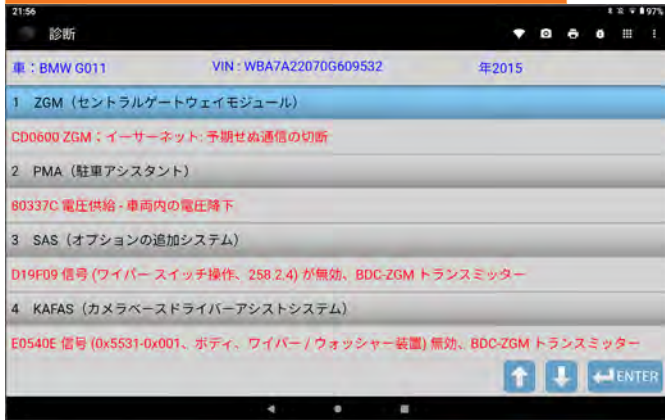 21:56
97%
診断
車：BMW G011 VIN : WBA7A22070G609532 年2015
1 ZGM（セントラルゲートウェイモジュール）
CD0600 ZGM：イーサーネット: 予期せぬ通信の切断
2 PMA（駐車アシスタント）
80337C 電圧供給 - 車両内の電圧降下
3 SAS（オプションの追加システム）
D19F09 信号 (ワイパー スイッチ操作、258.2.4) が無効、BDC-ZGM トランスミッター
4 KAFAS（カメラベースドライバーアシストシステム）
E0540E 信号 (0x5531-0x001、ボディ、ワイパー / ウォッシャー装置) 無効、BDC-ZGM トランスミッター
ENTER